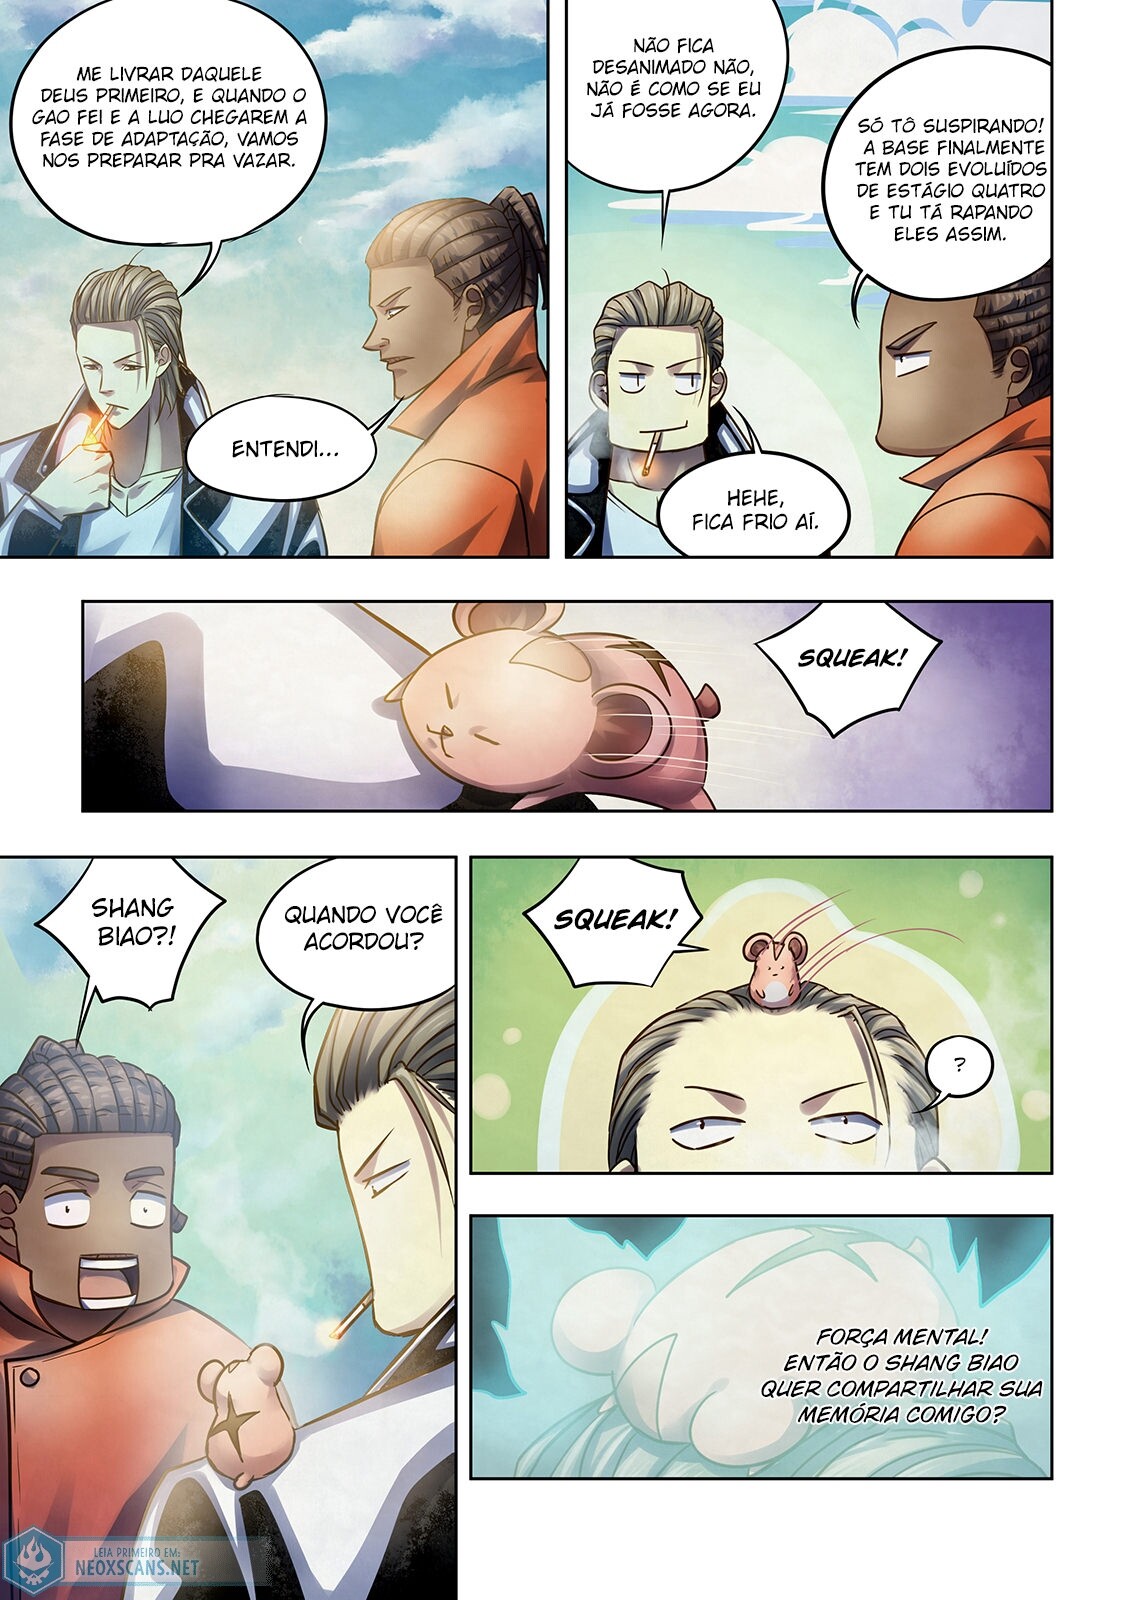 ME LIVRAR DAQUELE
DEUS PRIMEIRO, E QUANDO O
GAO FEI E A LUO CHEGAREM A
FASE DE ADAPTAÇÃO, VAMOS
NOS PREPARAR PRA VAZAR.
ENTENDI...
NÃO FICA
DESANIMADO NÃO,
NÃO É COMO SE EU
JÁ FOSSE AGORA.
SÓ TÔ SUSPIRANDO!
A BASE FINALMENTE
TEM DOIS EVOLUÍDOS
DE ESTÁGIO QUATRO
E TU TÁ RAPANDO
ELES ASSIM.
HEHE,
FICA FRIO AÍ.
SQUEAK!
SHANG
BIAO?!
QUANDO VOCÊ
ACORDOU?
SQUEAK!
?
FORÇA MENTAL!
ENTÃO O SHANG BIAO
QUER COMPARTILHAR SUA
MEMÓRIA COMIGO?
LEIA PRIMEIRO EM:
NEOXSCANS.NET